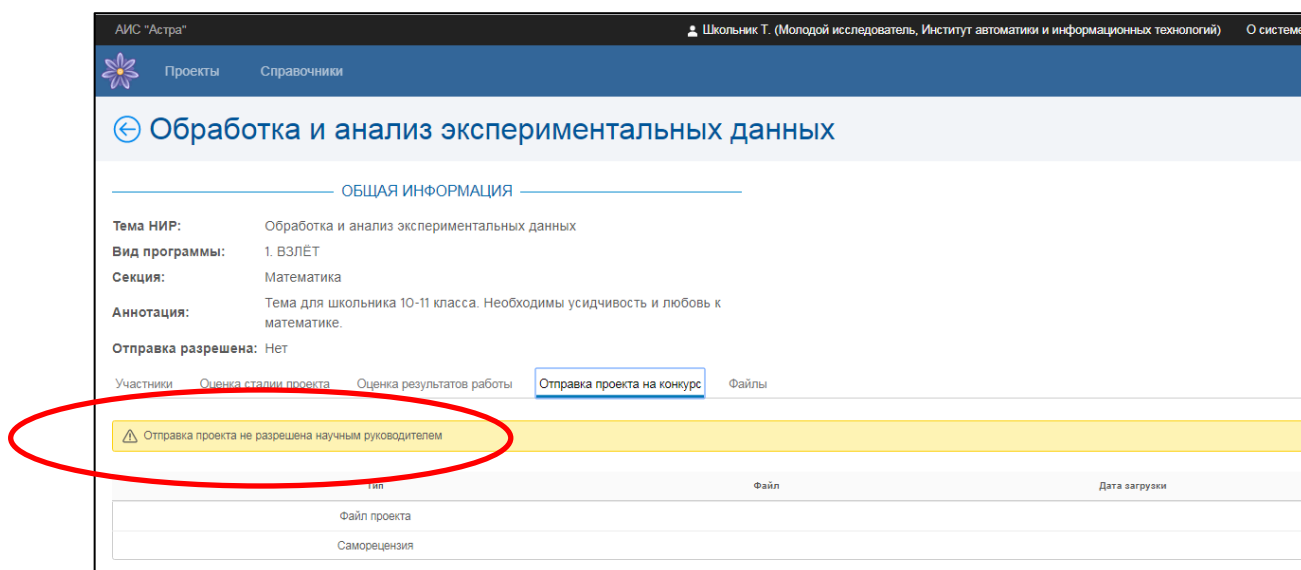 АИС "Астра"
Школьник Т. (Молодой исследователь, Институт автоматики и информационных технологий)
О системе
Проекты
Справочники
Обработка и анализ экспериментальных данных
ОБЩАЯ ИНФОРМАЦИЯ
Тема НИР: Обработка и анализ экспериментальных данных
Вид программы: 1. ВЗЛЁТ
Секция: Математика
Аннотация: Тема для школьника 10-11 класса. Необходимы усидчивость и любовь к
математике.
Отправка разрешена: Нет
Участники Оценка стадии проекта Оценка результатов работы Отправка проекта на конкурс Файлы
Отправка проекта не разрешена научным руководителем
Тип Файл Дата загрузки
Файл проекта
Саморецензия